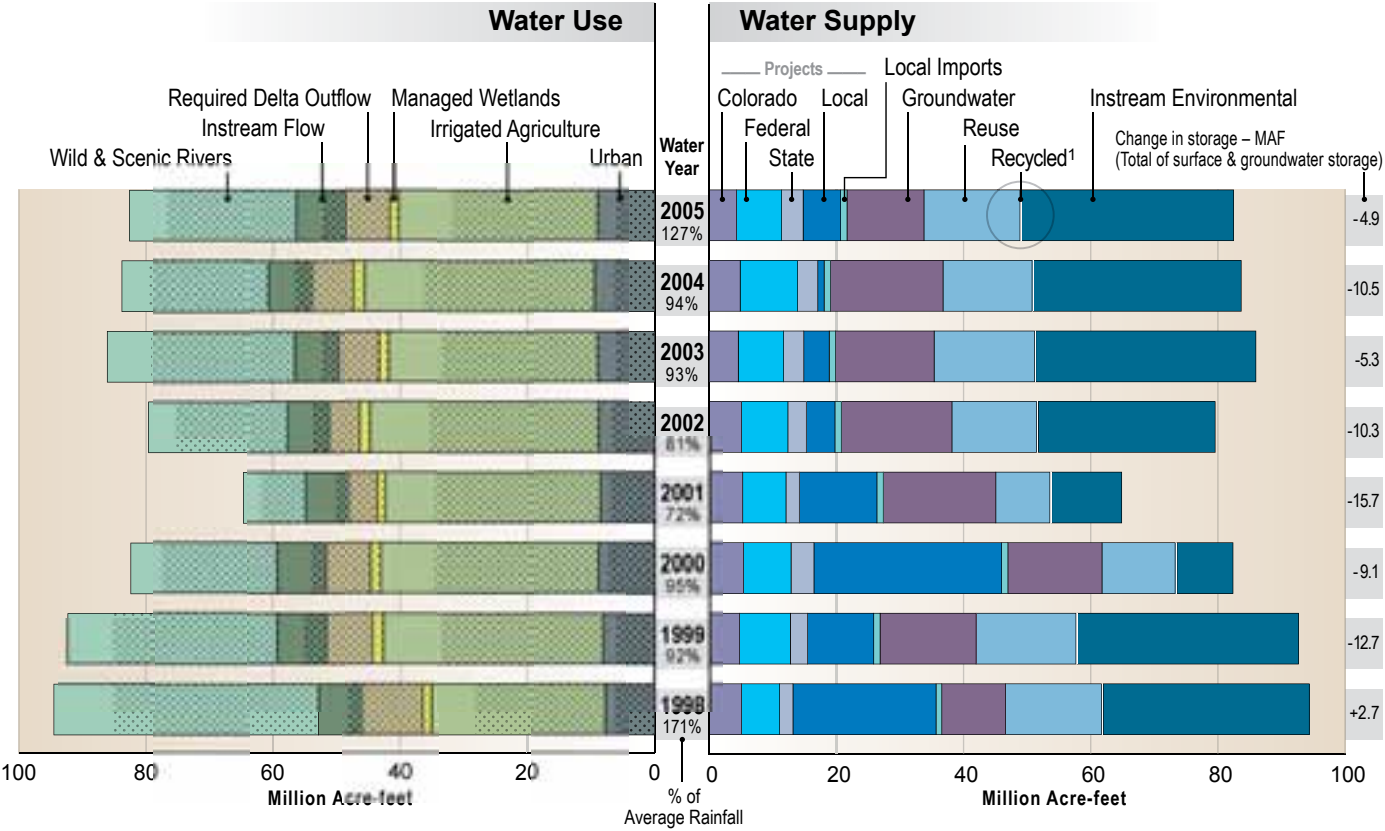 Water Use
Water Supply
Projects
Local Imports
Required Delta Outflow
Managed Wetlands
Colorado
Local
Groundwater
Instream Environmental
Instream Flow
Irrigated Agriculture
Federal
Reuse
Change in storage – MAF
(Total of surface & groundwater storage)
Wild & Scenic Rivers
Urban
Water
Year
State
Recycled1
2005
127%
-4.9
2004
94%
-10.5
2003
93%
-5.3
2002
81%
-10.3
2001
72%
-15.7
2000
95%
-9.1
1999
92%
-12.7
1998
171%
+2.7
100 80 60 40 20 0
0 20 40 60 80 100
Million Acre-feet
% of
Average Rainfall
Million Acre-feet